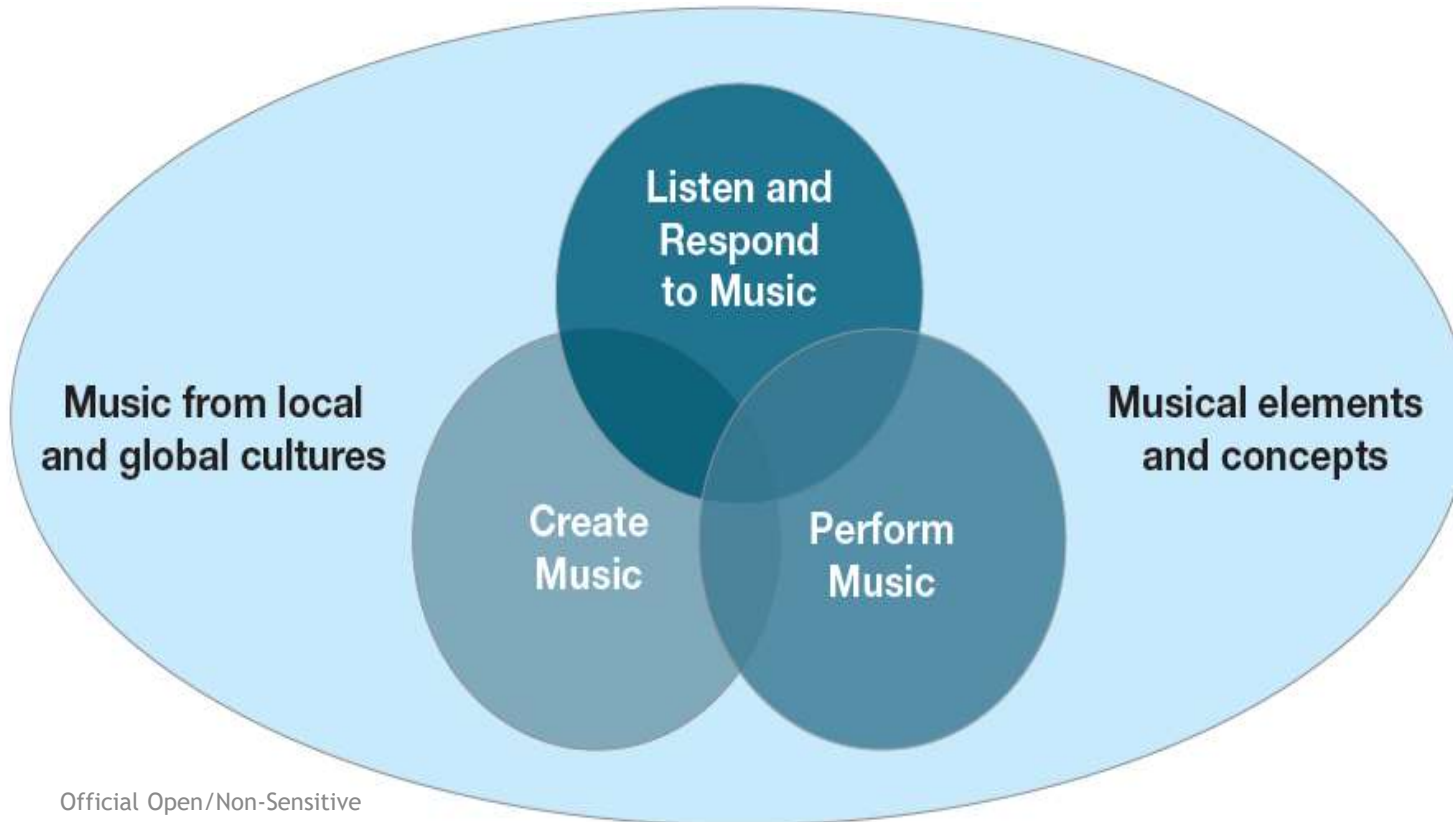 Listen and
Respond
to Music
Music from local
and global cultures
Musical elements
and concepts
Create
Music
Perform
Music
Official Open/Non-Sensitive